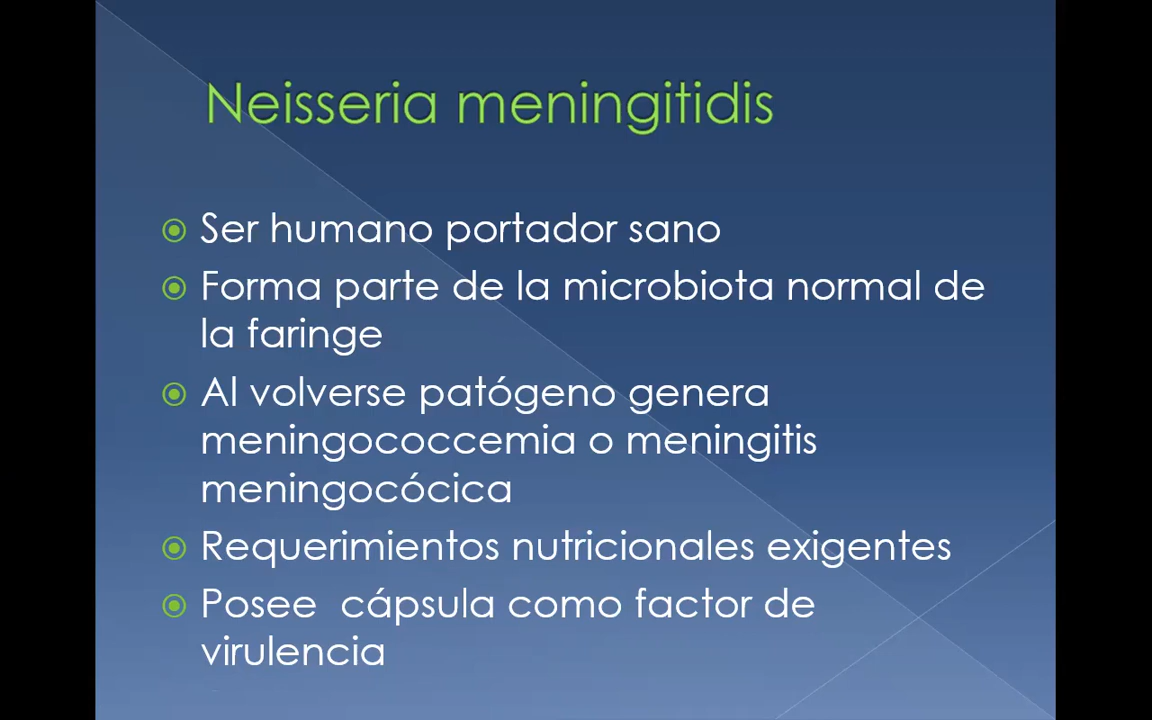 Neisseria meningitidis
Ser humano portador sano
Forma parte de la microbiota normal de
la faringe
Al volverse patógeno genera
meningococcemia o meningitis
meningocócica
Requerimientos nutricionales exigentes
Posee  cápsula como factor de
virulencia